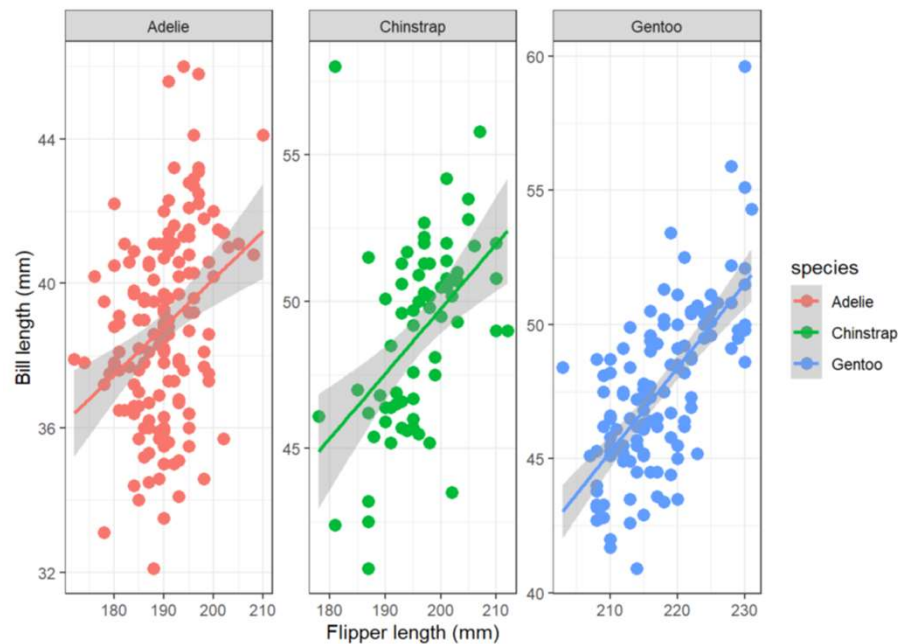 Adelie
Chinstrap
Gentoo
Bill length (mm)
44
40
36
32
55
50
45
60
55
50
45
40
180
190
200
210
180
190
200
210
210
220
230
Flipper length (mm)
species
Adelie
Chinstrap
Gentoo